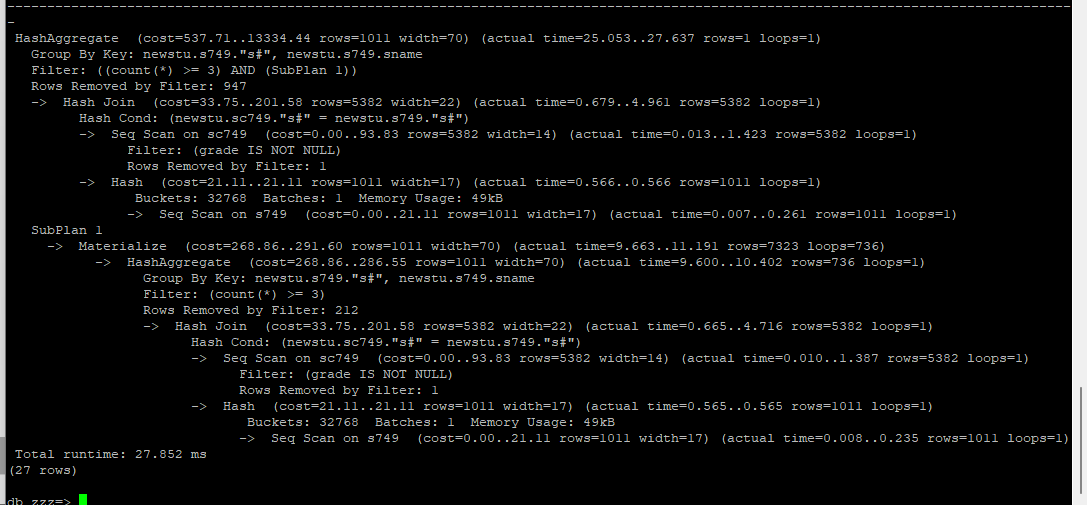 -------------------------------------------------------------------------------------------------------------------------------------
-
HashAggregate  (cost=537.71..13334.44 rows=1011 width=70) (actual time=25.053..27.637 rows=1 loops=1)
  Group By Key: newstu.s749."s#", newstu.s749.sname
  Filter: ((count(*) >= 3) AND (SubPlan 1))
  Rows Removed by Filter: 947
  ->  Hash Join  (cost=33.75..201.58 rows=5382 width=22) (actual time=0.679..4.961 rows=5382 loops=1)
        Hash Cond: (newstu.sc749."s#" = newstu.s749."s#")
        ->  Seq Scan on sc749  (cost=0.00..93.83 rows=5382 width=14) (actual time=0.013..1.423 rows=5382 loops=1)
              Filter: (grade IS NOT NULL)
              Rows Removed by Filter: 1
        ->  Hash  (cost=21.11..21.11 rows=1011 width=17) (actual time=0.566..0.566 rows=1011 loops=1)
               Buckets: 32768  Batches: 1  Memory Usage: 49kB
              ->  Seq Scan on s749  (cost=0.00..21.11 rows=1011 width=17) (actual time=0.007..0.261 rows=1011 loops=1)
  SubPlan 1
    ->  Materialize  (cost=268.86..291.60 rows=1011 width=70) (actual time=9.663..11.191 rows=7323 loops=736)
          ->  HashAggregate  (cost=268.86..286.55 rows=1011 width=70) (actual time=9.600..10.402 rows=736 loops=1)
                Group By Key: newstu.s749."s#", newstu.s749.sname
                Filter: (count(*) >= 3)
                Rows Removed by Filter: 212
                ->  Hash Join  (cost=33.75..201.58 rows=5382 width=22) (actual time=0.665..4.716 rows=5382 loops=1)
                      Hash Cond: (newstu.sc749."s#" = newstu.s749."s#")
                      ->  Seq Scan on sc749  (cost=0.00..93.83 rows=5382 width=14) (actual time=0.010..1.387 rows=5382 loops=1)
                            Filter: (grade IS NOT NULL)
                            Rows Removed by Filter: 1
                      ->  Hash  (cost=21.11..21.11 rows=1011 width=17) (actual time=0.565..0.565 rows=1011 loops=1)
                             Buckets: 32768  Batches: 1  Memory Usage: 49kB
                            ->  Seq Scan on s749  (cost=0.00..21.11 rows=1011 width=17) (actual time=0.008..0.235 rows=1011 loops=1)
Total runtime: 27.852 ms
(27 rows)
db_zzz=>